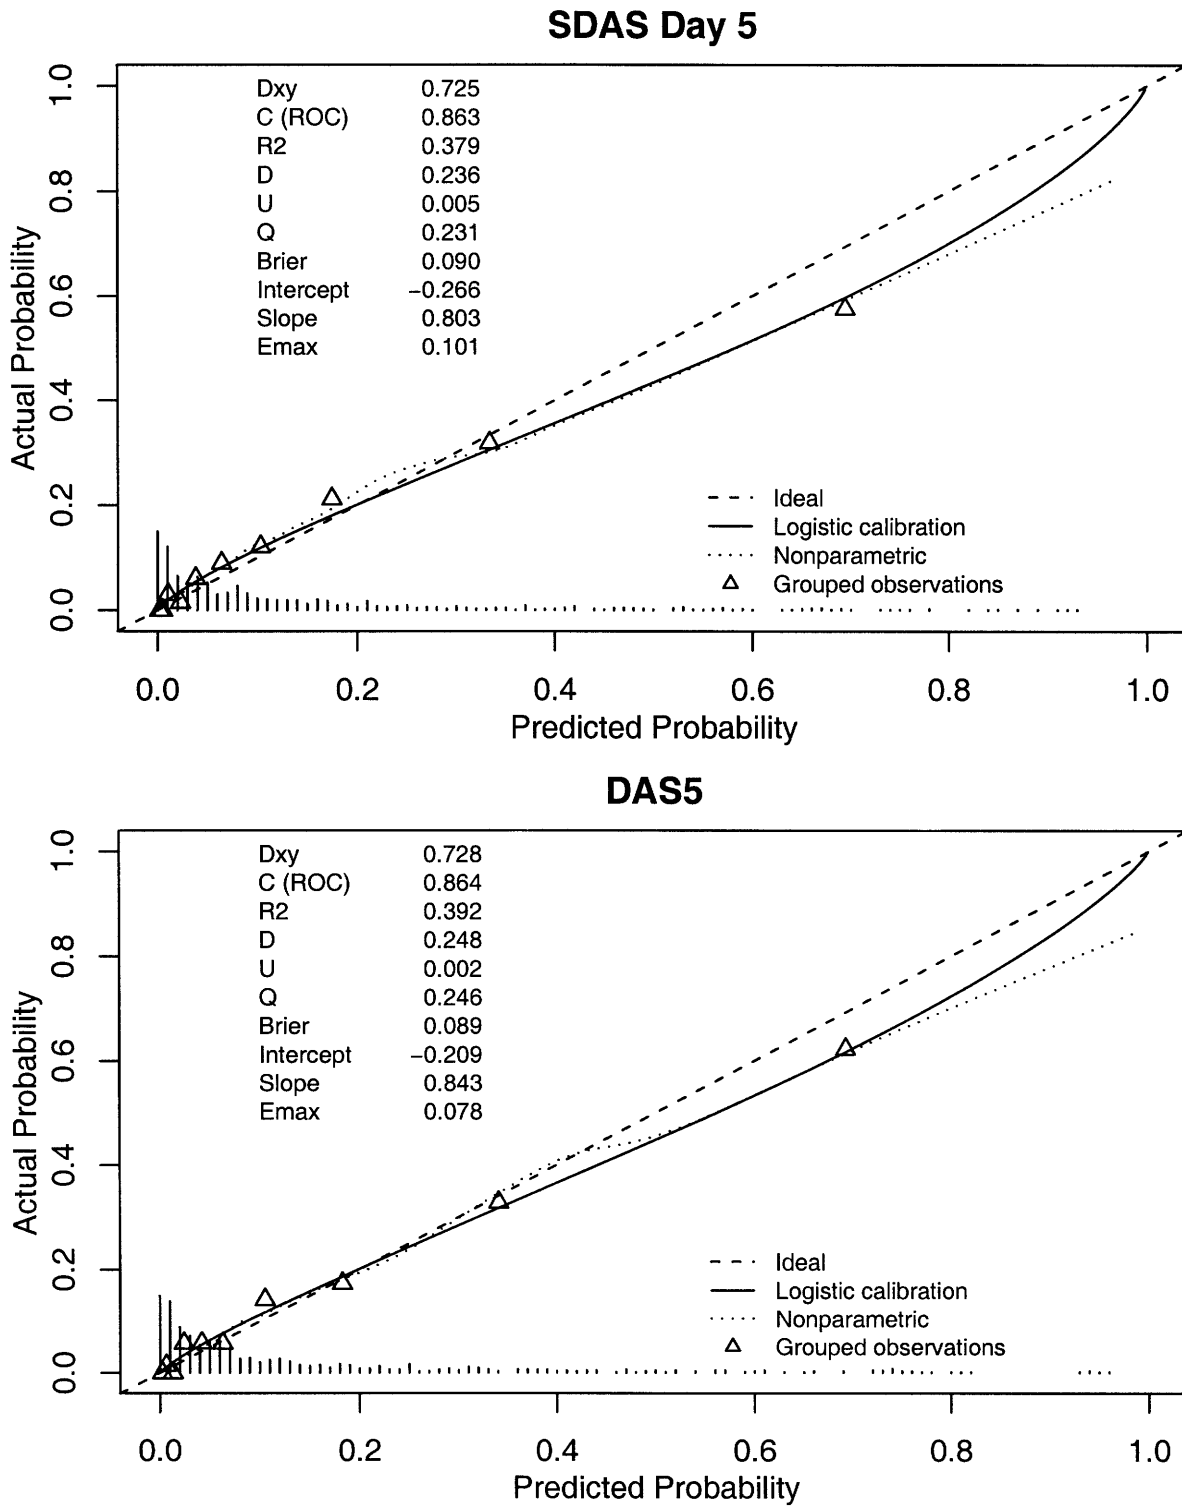 SDAS Day 5
Dxy 0.725
C (ROC) 0.863
R2 0.379
D 0.236
U 0.005
Q 0.231
Brier 0.090
Intercept −0.266
Slope 0.803
Emax 0.101
Actual Probability
1.0
0.8
0.6
0.4
0.2
0.0
Ideal
Logistic calibration
Nonparametric
Grouped observations
0.0 0.2 0.4 0.6 0.8 1.0
Predicted Probability
DAS5
Dxy 0.728
C (ROC) 0.864
R2 0.392
D 0.248
U 0.002
Q 0.246
Brier 0.089
Intercept −0.209
Slope 0.843
Emax 0.078
Actual Probability
1.0
0.8
0.6
0.4
0.2
0.0
Ideal
Logistic calibration
Nonparametric
Grouped observations
0.0 0.2 0.4 0.6 0.8 1.0
Predicted Probability